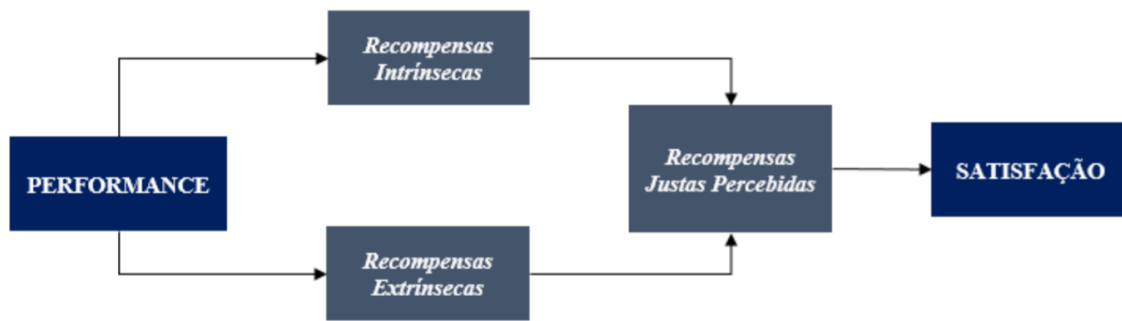 Recompensas
Intrínsecas
PERFORMANCE
Recompensas
Justas Percebidas
SATISFAÇÃO
Recompensas
Extrínsecas